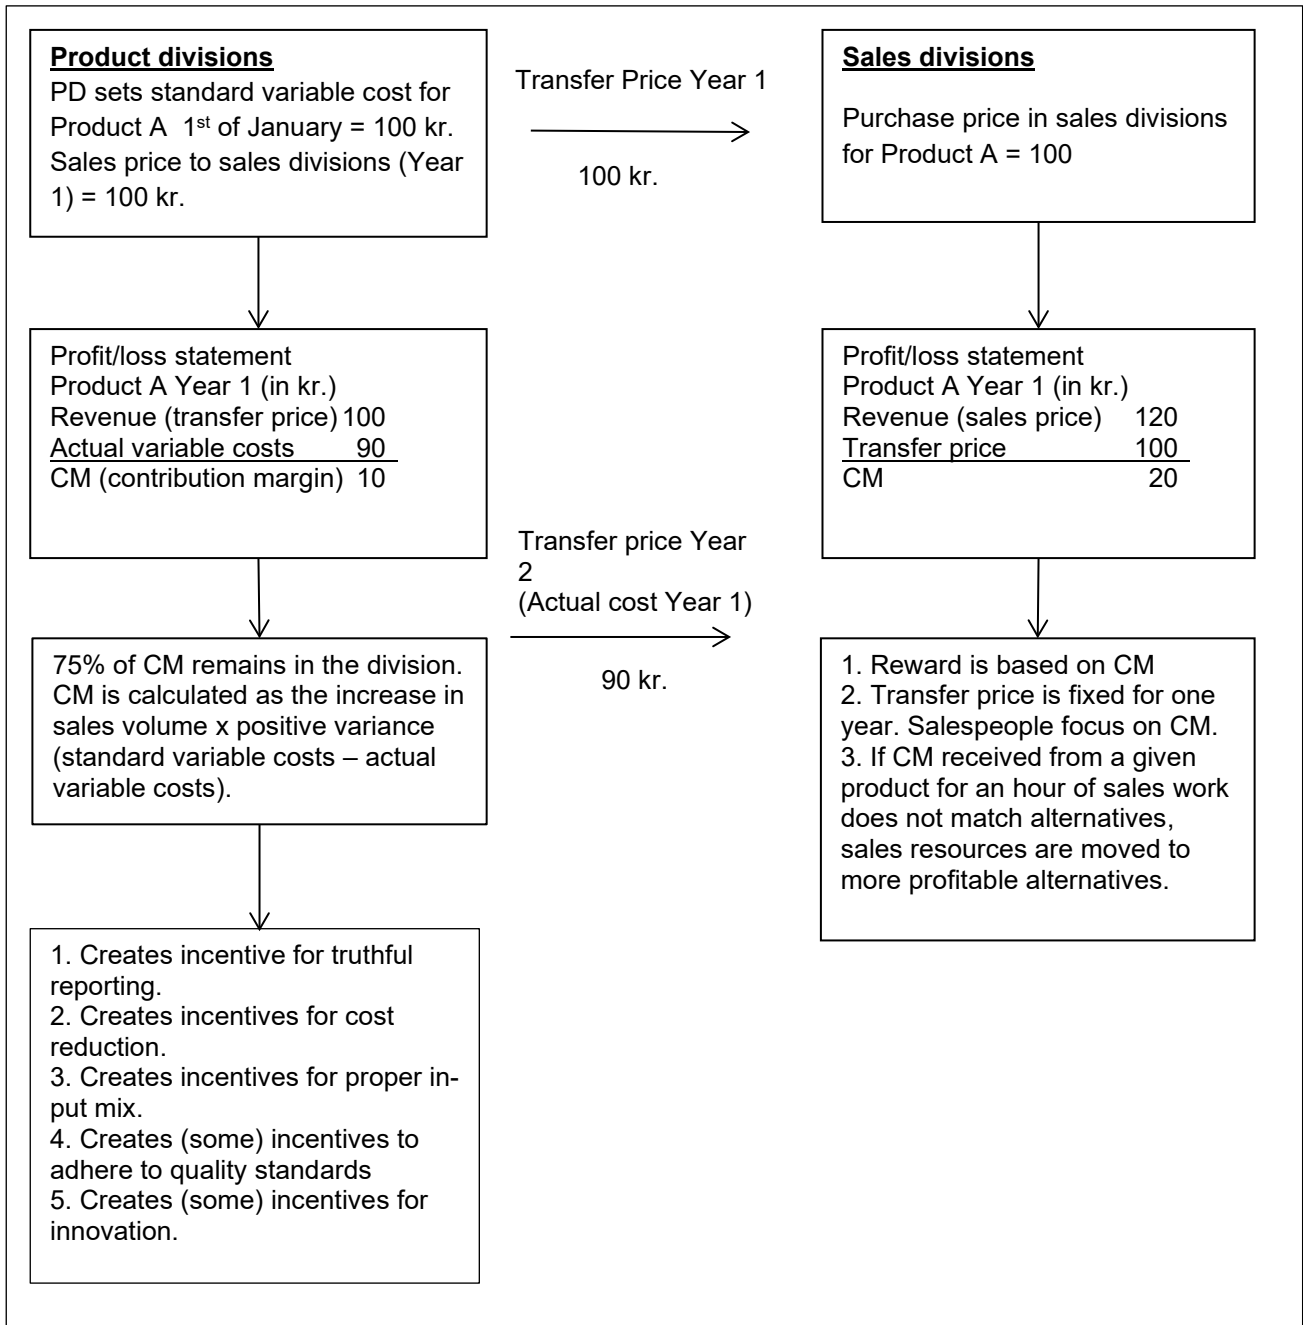 Product divisions
PD sets standard variable cost for
Product A 1st of January = 100 kr.
Sales price to sales divisions (Year
1) = 100 kr.
Transfer Price Year 1
100 kr.
Sales divisions
Purchase price in sales divisions
for Product A = 100
Profit/loss statement
Product A Year 1 (in kr.)
Revenue (transfer price) 100
Actual variable costs 90
CM (contribution margin) 10
Profit/loss statement
Product A Year 1 (in kr.)
Revenue (sales price) 120
Transfer price 100
CM 20
Transfer price Year
2
(Actual cost Year 1)
90 kr.
75% of CM remains in the division.
CM is calculated as the increase in
sales volume x positive variance
(standard variable costs – actual
variable costs).
1. Reward is based on CM
2. Transfer price is fixed for one
year. Salespeople focus on CM.
3. If CM received from a given
product for an hour of sales work
does not match alternatives,
sales resources are moved to
more profitable alternatives.
1. Creates incentive for truthful
reporting.
2. Creates incentives for cost
reduction.
3. Creates incentives for proper in-
put mix.
4. Creates (some) incentives to
adhere to quality standards
5. Creates (some) incentives for
innovation.